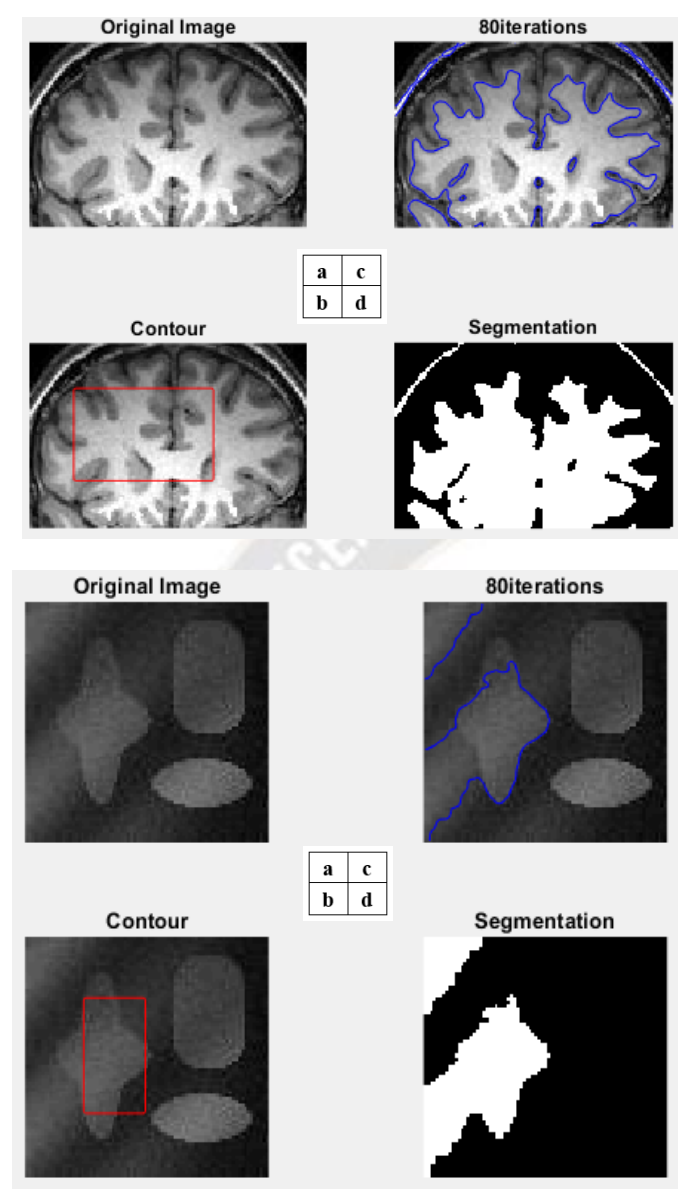 Original Image
80iterations
a c
b d
Contour
Segmentation
Original Image
80iterations
a c
b d
Contour
Segmentation